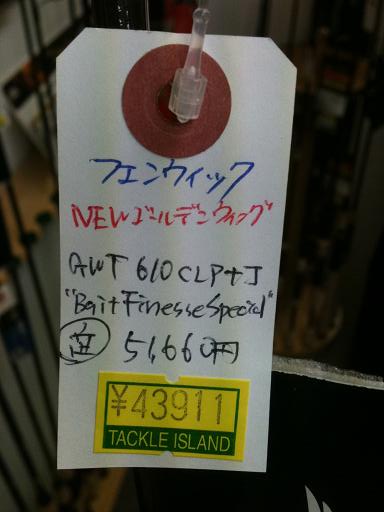 フェンウィック
NEWゴールデンウィング
GWT 610CLP+J
"Bait Finesse Special"
定 51,660円
¥43911
TACKLE ISLAND